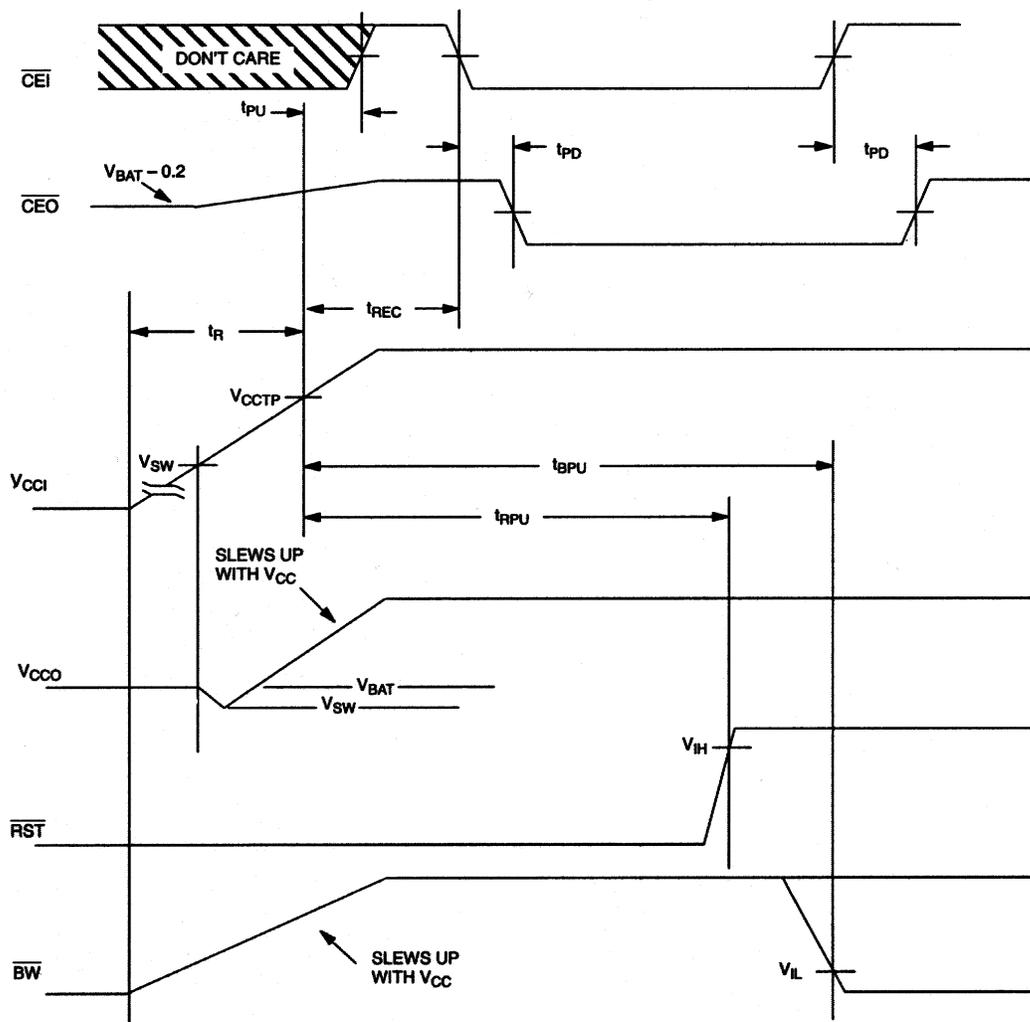 DON'T CARE
CEI
tPU
tPD
tPD
VBAT – 0.2
CEO
tREC
tR
VCCTP
VSW
tBPU
VCCI
tRPU
SLEWS UP
WITH VCC
VCCO
VBAT
VSW
VIH
RST
SLEWS UP
WITH VCC
BW
VIL